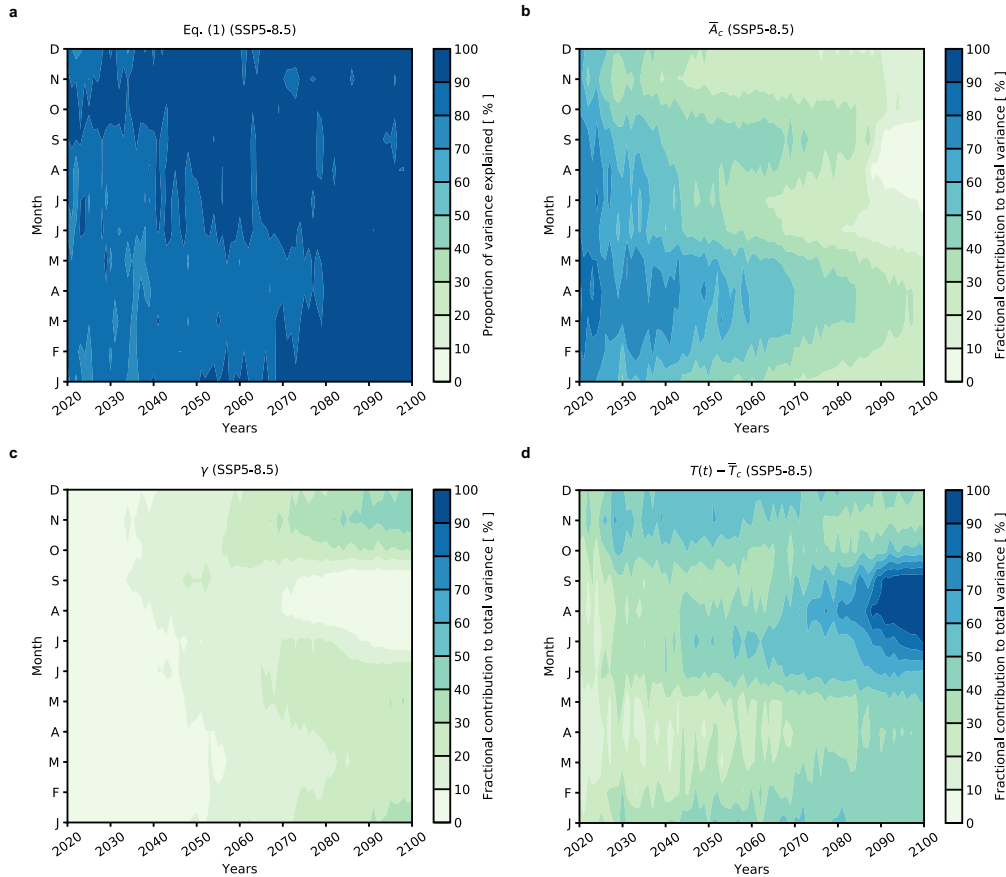 a
Eq. (1) (SSP5-8.5)
D
N
O
S
A
J
J
M
A
M
F
J
Month
2020 2030 2040 2050 2060 2070 2080 2090 2100
Years
100
90
80
70
60
50
40
30
20
10
0
Proportion of variance explained [ % ]
b
A̅c (SSP5-8.5)
D
N
O
S
A
J
J
M
A
M
F
J
Month
2020 2030 2040 2050 2060 2070 2080 2090 2100
Years
100
90
80
70
60
50
40
30
20
10
0
Fractional contribution to total variance [ % ]
c
γ (SSP5-8.5)
D
N
O
S
A
J
J
M
A
M
F
J
Month
2020 2030 2040 2050 2060 2070 2080 2090 2100
Years
100
90
80
70
60
50
40
30
20
10
0
Fractional contribution to total variance [ % ]
d
T(t) − T̅c (SSP5-8.5)
D
N
O
S
A
J
J
M
A
M
F
J
Month
2020 2030 2040 2050 2060 2070 2080 2090 2100
Years
100
90
80
70
60
50
40
30
20
10
0
Fractional contribution to total variance [ % ]